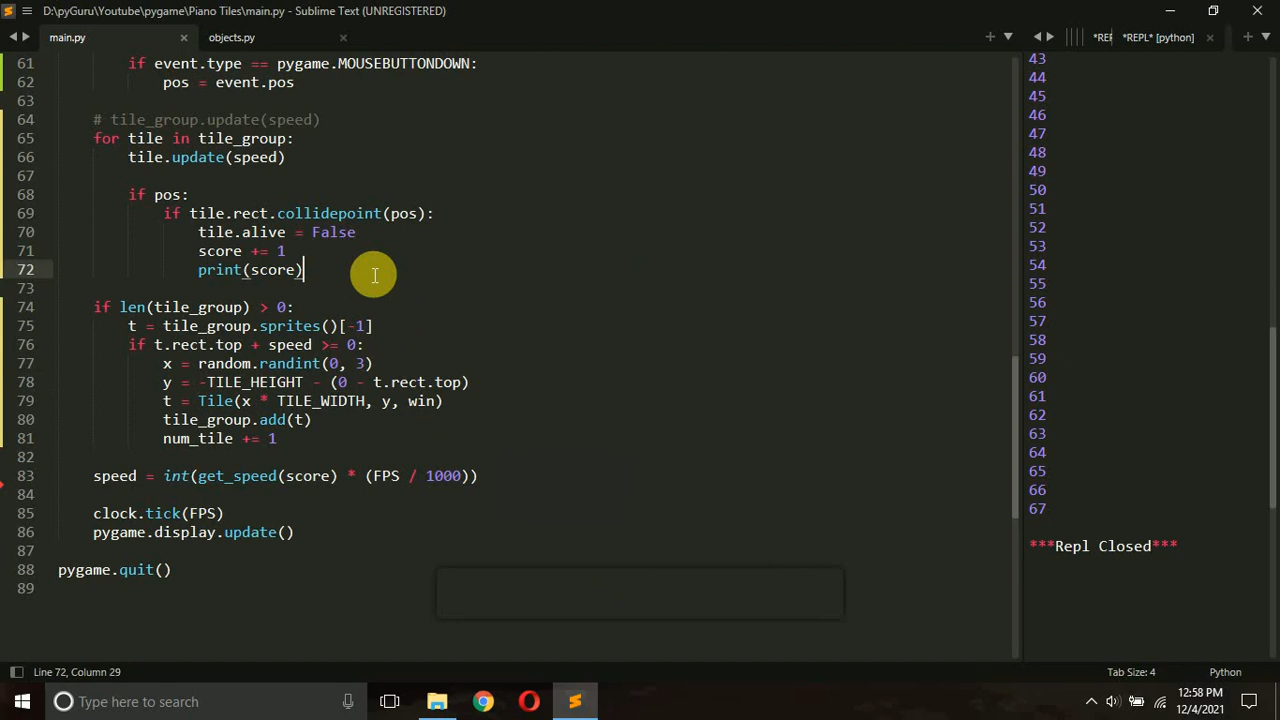 D:\pyGuru\Youtube\pygame\Piano Tiles\main.py - Sublime Text (UNREGISTERED)
main.py
objects.py
*REPL* [python]
61 if event.type == pygame.MOUSEBUTTONDOWN:
62 pos = event.pos
63
64 # tile_group.update(speed)
65 for tile in tile_group:
66 tile.update(speed)
67
68 if pos:
69 if tile.rect.collidepoint(pos):
70 tile.alive = False
71 score += 1
72 print(score)
73
74 if len(tile_group) > 0:
75 t = tile_group.sprites()[-1]
76 if t.rect.top + speed >= 0:
77 x = random.randint(0, 3)
78 y = -TILE_HEIGHT - (0 - t.rect.top)
79 t = Tile(x * TILE_WIDTH, y, win)
80 tile_group.add(t)
81 num_tile += 1
82
83 speed = int(get_speed(score) * (FPS / 1000))
84
85 clock.tick(FPS)
86 pygame.display.update()
87
88 pygame.quit()
89
43
44
45
46
47
48
49
50
51
52
53
54
55
56
57
58
59
60
61
62
63
64
65
66
67
***Repl Closed***
Line 72, Column 29
Tab Size: 4
Python
Type here to search
12:58 PM
12/4/2021